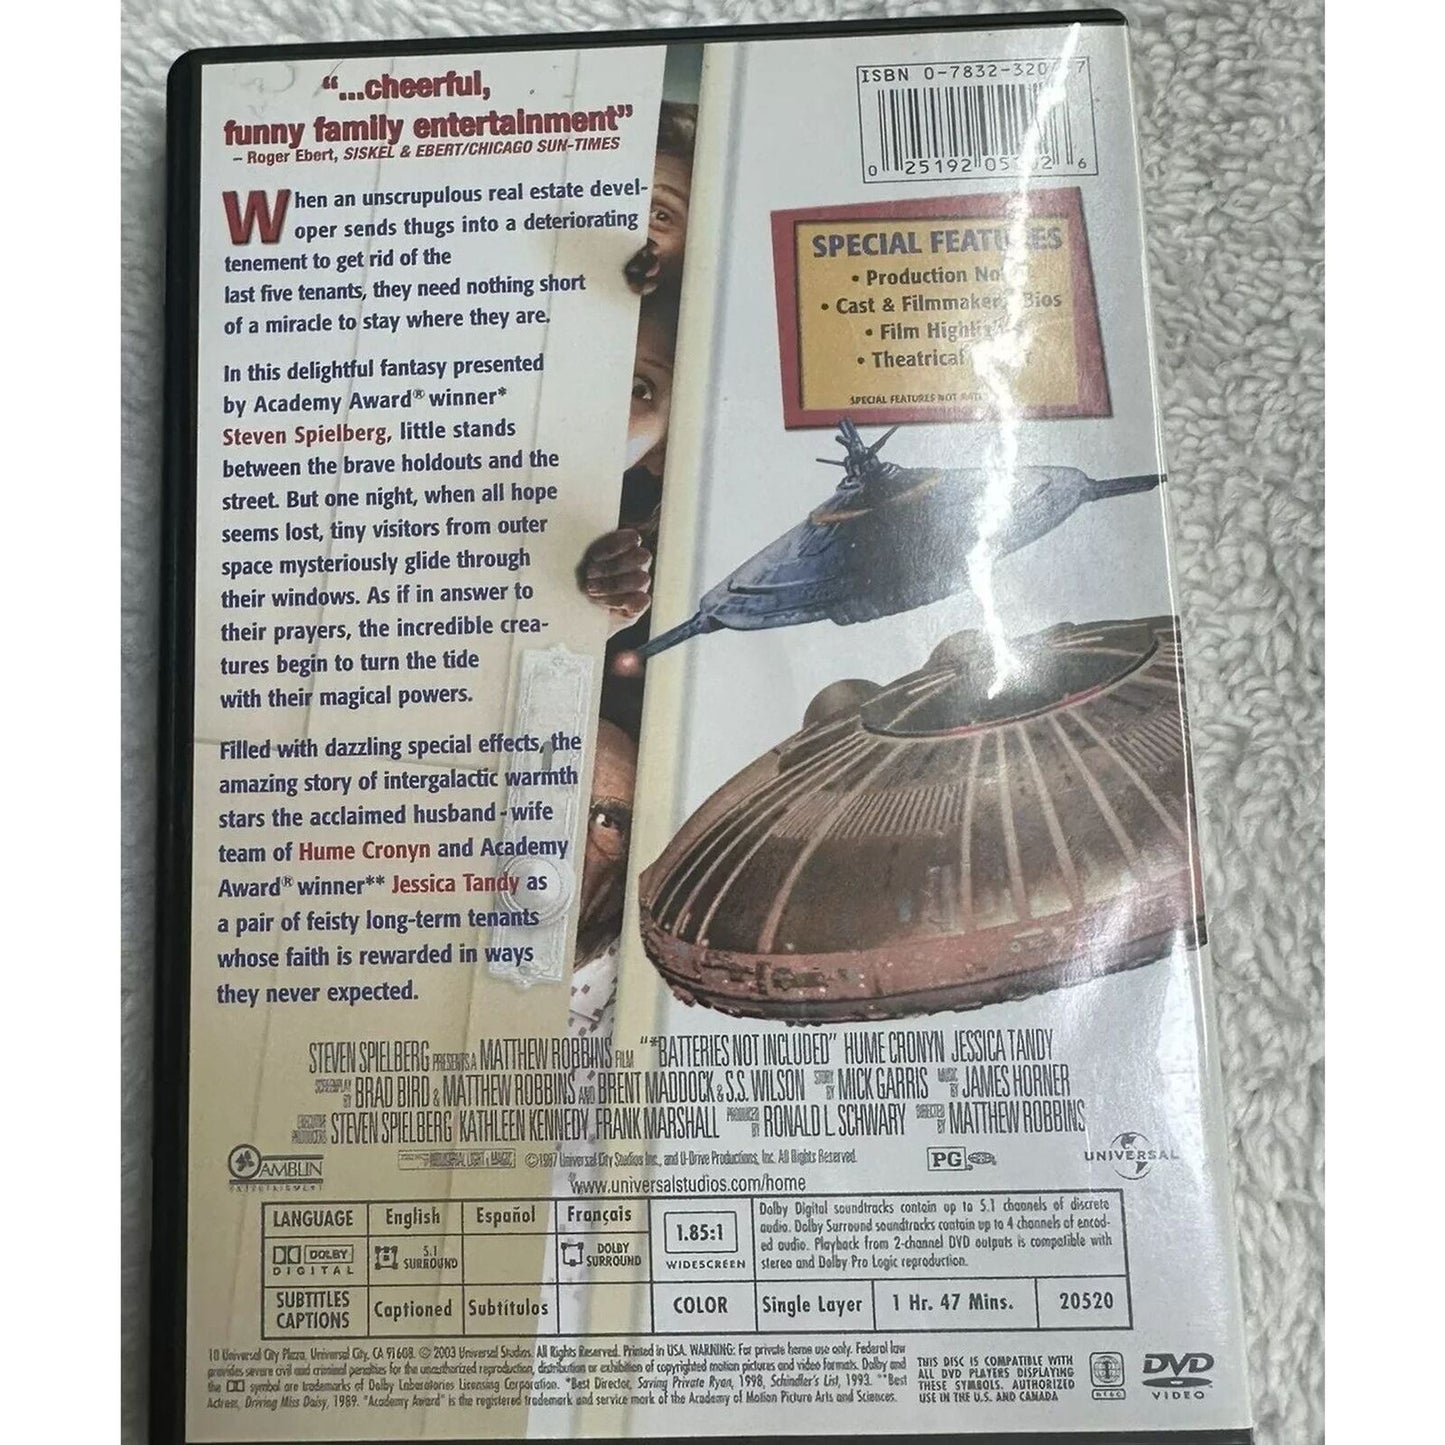 “...cheerful,
funny family entertainment”
– Roger Ebert, SISKEL & EBERT/CHICAGO SUN-TIMES
When an unscrupulous real estate devel-
oper sends thugs into a deteriorating
tenement to get rid of the
last five tenants, they need nothing short
of a miracle to stay where they are.
In this delightful fantasy presented
by Academy Award® winner*
Steven Spielberg, little stands
between the brave holdouts and the
street. But one night, when all hope
seems lost, tiny visitors from outer
space mysteriously glide through
their windows. As if in answer to
their prayers, the incredible crea-
tures begin to turn the tide
with their magical powers.
Filled with dazzling special effects, the
amazing story of intergalactic warmth
stars the acclaimed husband-wife
team of Hume Cronyn and Academy
Award® winner** Jessica Tandy as
a pair of feisty long-term tenants
whose faith is rewarded in ways
they never expected.
ISBN 0-7832-320
0 25192 05 2 6
SPECIAL FEATURES
• Production
• Cast & Filmmakers' Bios
• Film Highlights
• Theatrical
SPECIAL FEATURES NOT
STEVEN SPIELBERG PRESENTS A MATTHEW ROBBINS FILM "*BATTERIES NOT INCLUDED" HUME CRONYN JESSICA TANDY
SCREENPLAY BY BRAD BIRD & MATTHEW ROBBINS AND BRENT MADDOCK & S.S. WILSON STORY BY MICK GARRIS MUSIC BY JAMES HORNER
EXECUTIVE PRODUCERS STEVEN SPIELBERG KATHLEEN KENNEDY FRANK MARSHALL PRODUCED BY RONALD L. SCHWARY DIRECTED BY MATTHEW ROBBINS
AMBLIN
ENTERTAINMENT
INDUSTRIAL LIGHT & MAGIC ©1987 Universal City Studios Inc., and U-Drive Productions, Inc. All Rights Reserved.
PG
UNIVERSAL
www.universalstudios.com/home
LANGUAGE English Español Français
DOLBY
DIGITAL
5.1
SURROUND
DOLBY
SURROUND
SUBTITLES
CAPTIONS
Captioned Subtítulos
1.85:1
WIDESCREEN
COLOR
Dolby Digital soundtracks contain up to 5.1 channels of discrete
audio. Dolby Surround soundtracks contain up to 4 channels of encod-
ed audio. Playback from 2-channel DVD outputs is compatible with
stereo and Dolby Pro Logic reproduction.
Single Layer 1 Hr. 47 Mins. 20520
10 Universal City Plaza, Universal City, CA 91608. © 2003 Universal Studios. All Rights Reserved. Printed in USA. WARNING: For private home use only. Federal law
provides severe civil and criminal penalties for the unauthorized reproduction, distribution or exhibition of copyrighted motion pictures and video formats. Dolby and
the symbol are trademarks of Dolby Laboratories Licensing Corporation. *Best Director, Saving Private Ryan, 1998, Schindler's List, 1993. **Best
Actress, Driving Miss Daisy, 1989. "Academy Award" is the registered trademark and service mark of the Academy of Motion Picture Arts and Sciences.
THIS DISC IS COMPATIBLE WITH
ALL DVD PLAYERS DISPLAYING
THESE SYMBOLS. AUTHORIZED
USE IN THE U.S. AND CANADA
NTSC
DVD
VIDEO